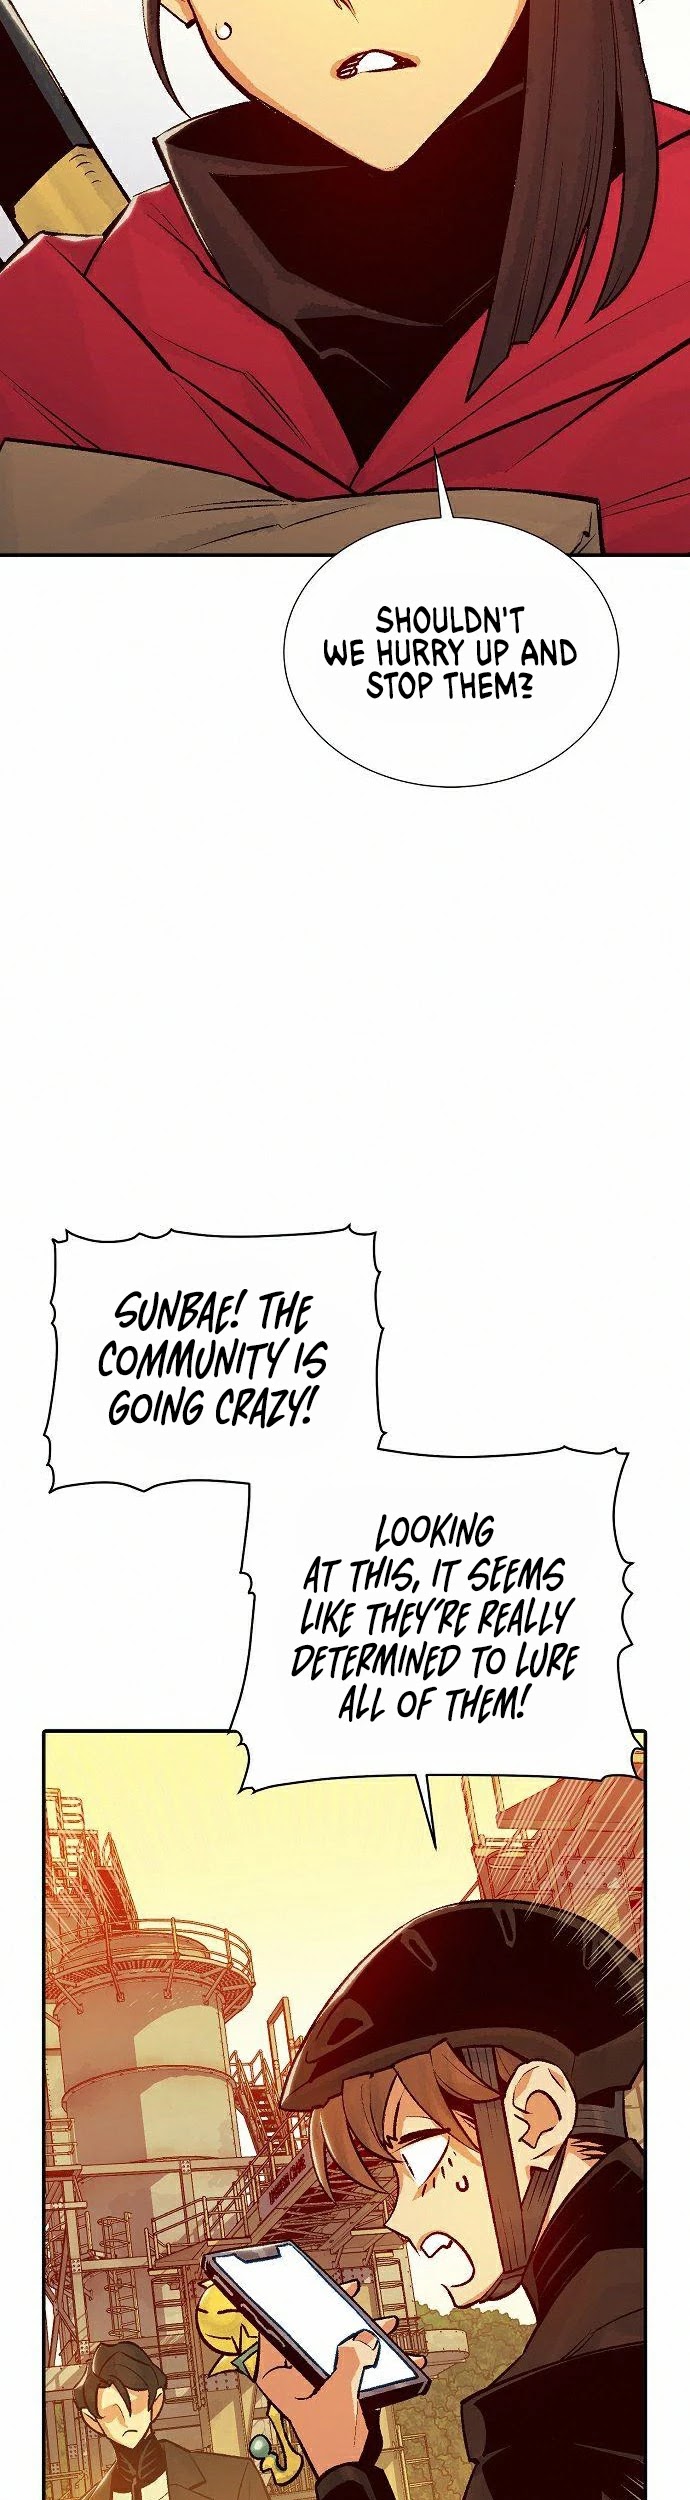 SHOULDN'T
WE HURRY UP AND
STOP THEM?
SUNBAE! THE
COMMUNITY IS
GOING CRAZY!
LOOKING
AT THIS, IT SEEMS
LIKE THEY'RE REALLY
DETERMINED TO LURE
ALL OF THEM!